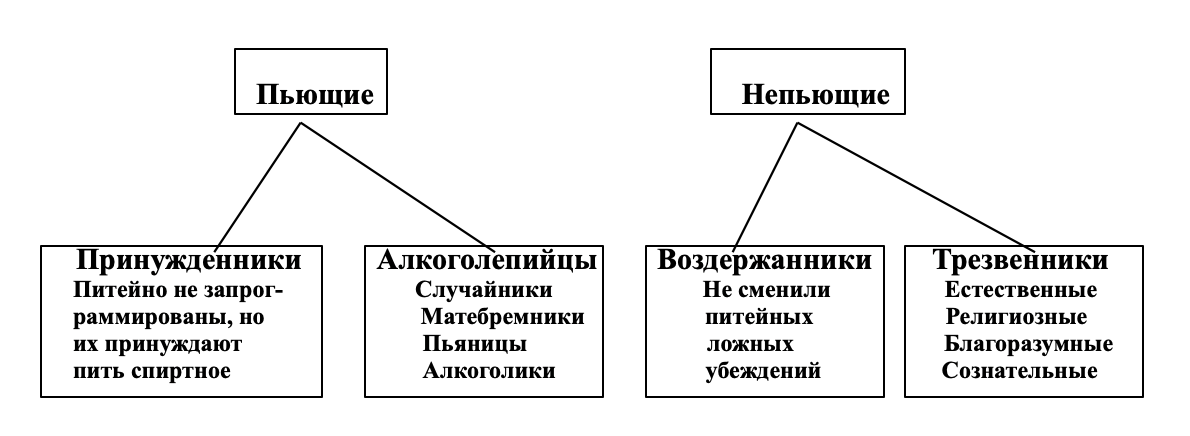 Пьющие
Непьющие
Принужденники
Питейно не запрог-
раммированы, но
их принуждают
пить спиртное
Алкоголепийцы
Случайники
Матебремники
Пьяницы
Алкоголики
Воздержанники
Не сменили
питейных
ложных
убеждений
Трезвенники
Естественные
Религиозные
Благоразумные
Сознательные